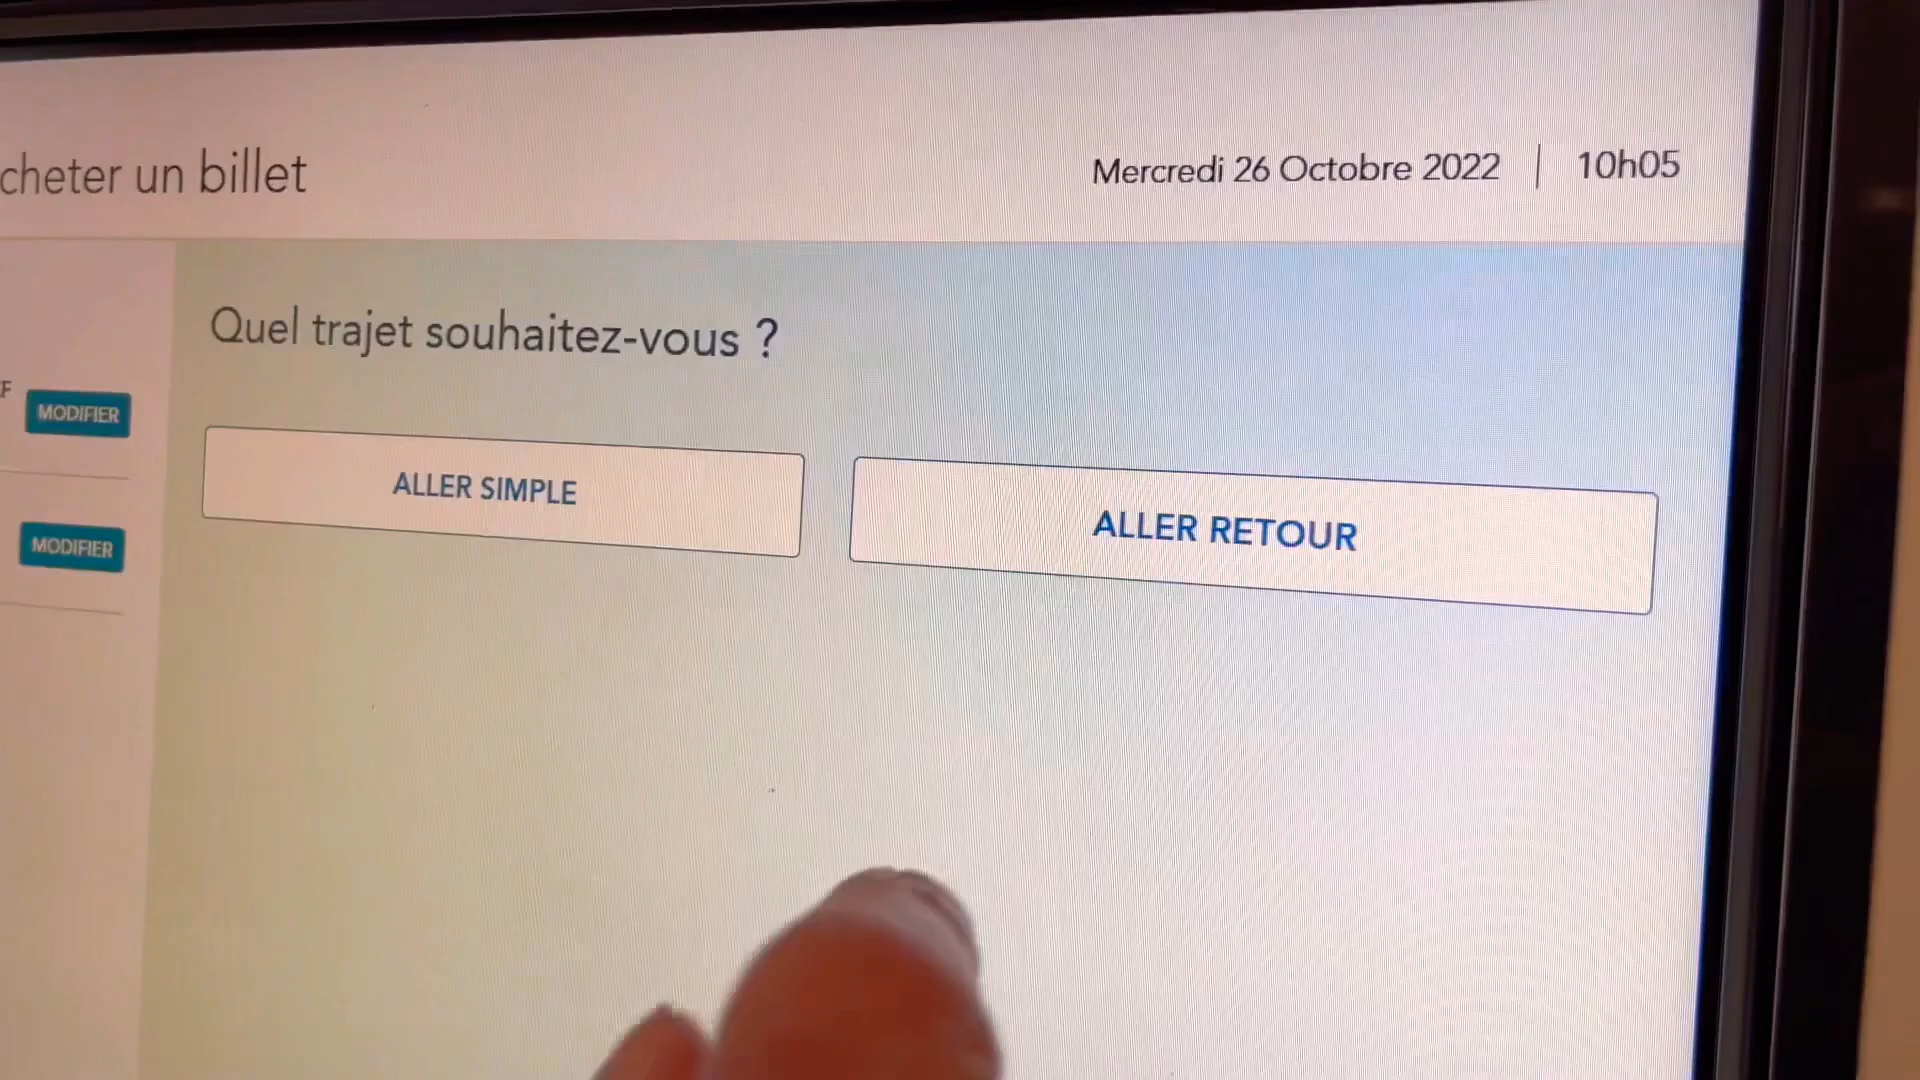 cheter un billet
Mercredi 26 Octobre 2022 | 10h05
Quel trajet souhaitez-vous ?
F
MODIFIER
ALLER SIMPLE
ALLER RETOUR
MODIFIER